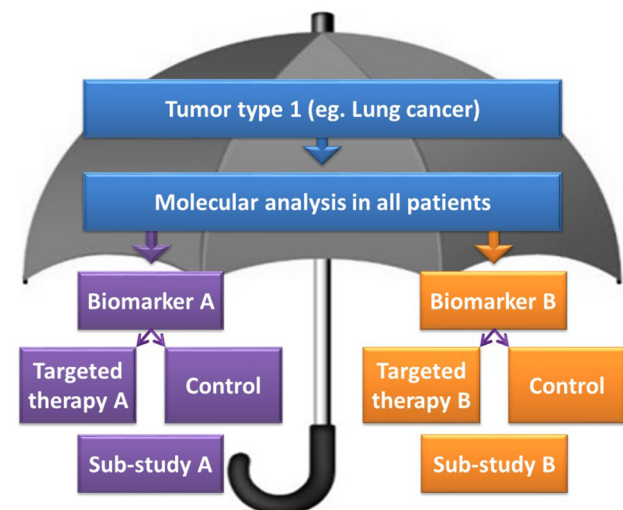 Tumor type 1 (eg. Lung cancer)
Molecular analysis in all patients
Biomarker A
Targeted
therapy A
Control
Sub-study A
Biomarker B
Targeted
therapy B
Control
Sub-study B